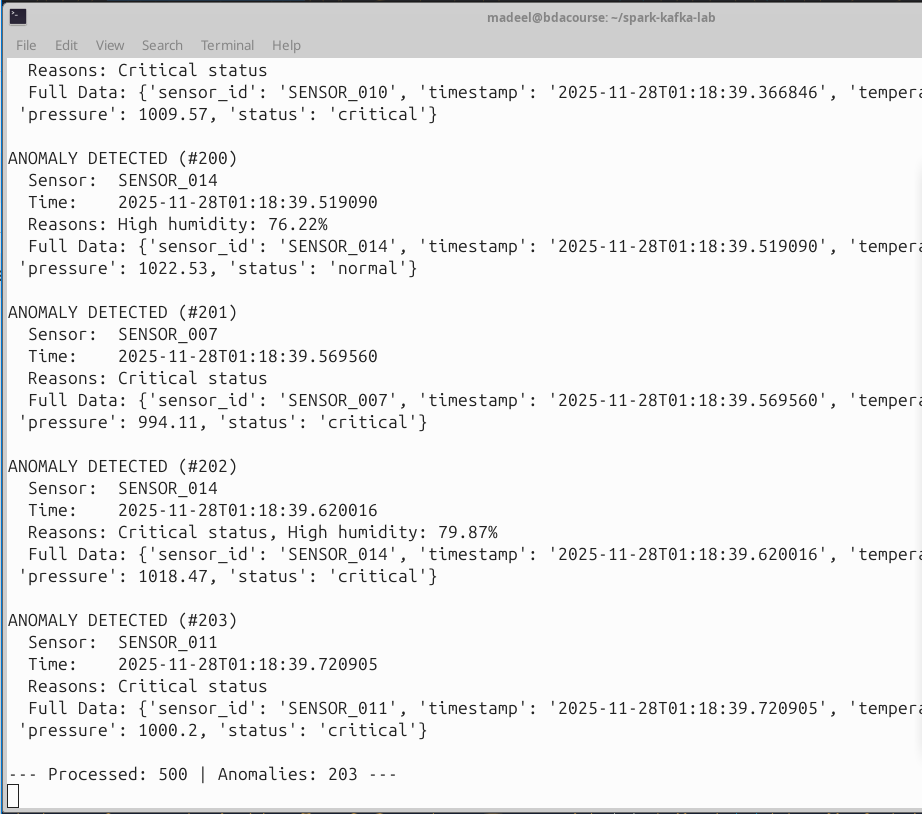 madeel@bdacourse: ~/spark-kafka-lab
File Edit View Search Terminal Help
Reasons: Critical status
Full Data: {'sensor_id': 'SENSOR_010', 'timestamp': '2025-11-28T01:18:39.366846', 'tempera
'pressure': 1009.57, 'status': 'critical'}
ANOMALY DETECTED (#200)
Sensor: SENSOR_014
Time: 2025-11-28T01:18:39.519090
Reasons: High humidity: 76.22%
Full Data: {'sensor_id': 'SENSOR_014', 'timestamp': '2025-11-28T01:18:39.519090', 'tempera
'pressure': 1022.53, 'status': 'normal'}
ANOMALY DETECTED (#201)
Sensor: SENSOR_007
Time: 2025-11-28T01:18:39.569560
Reasons: Critical status
Full Data: {'sensor_id': 'SENSOR_007', 'timestamp': '2025-11-28T01:18:39.569560', 'tempera
'pressure': 994.11, 'status': 'critical'}
ANOMALY DETECTED (#202)
Sensor: SENSOR_014
Time: 2025-11-28T01:18:39.620016
Reasons: Critical status, High humidity: 79.87%
Full Data: {'sensor_id': 'SENSOR_014', 'timestamp': '2025-11-28T01:18:39.620016', 'tempera
'pressure': 1018.47, 'status': 'critical'}
ANOMALY DETECTED (#203)
Sensor: SENSOR_011
Time: 2025-11-28T01:18:39.720905
Reasons: Critical status
Full Data: {'sensor_id': 'SENSOR_011', 'timestamp': '2025-11-28T01:18:39.720905', 'tempera
'pressure': 1000.2, 'status': 'critical'}
--- Processed: 500 | Anomalies: 203 ---